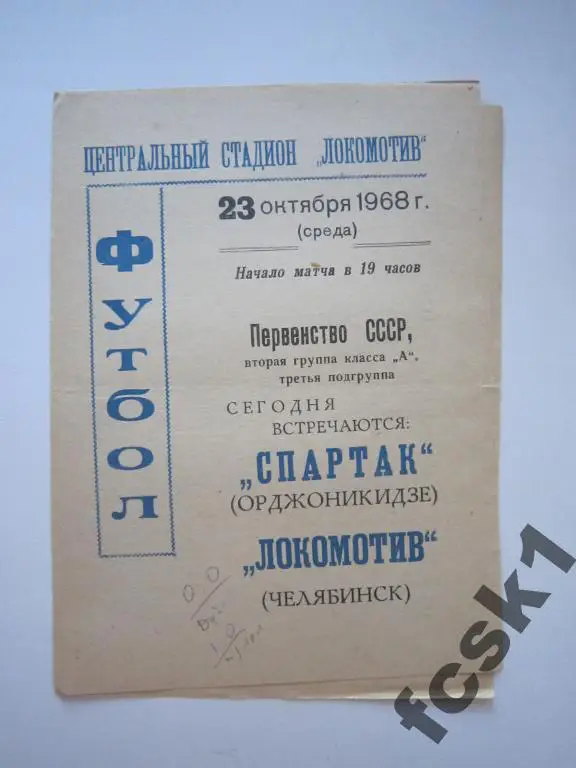 ЦЕНТРАЛЬНЫЙ СТАДИОН „ЛОКОМОТИВ“
ФУТБОЛ
23 октября 1968 г.
(среда)
Начало матча в 19 часов
Первенство СССР,
вторая группа класса „А“,
третья подгруппа
СЕГОДНЯ
ВСТРЕЧАЮТСЯ:
„СПАРТАК“
(ОРДЖОНИКИДЗЕ)
„ЛОКОМОТИВ“
(ЧЕЛЯБИНСК)
0 0
1 0
fcsk1